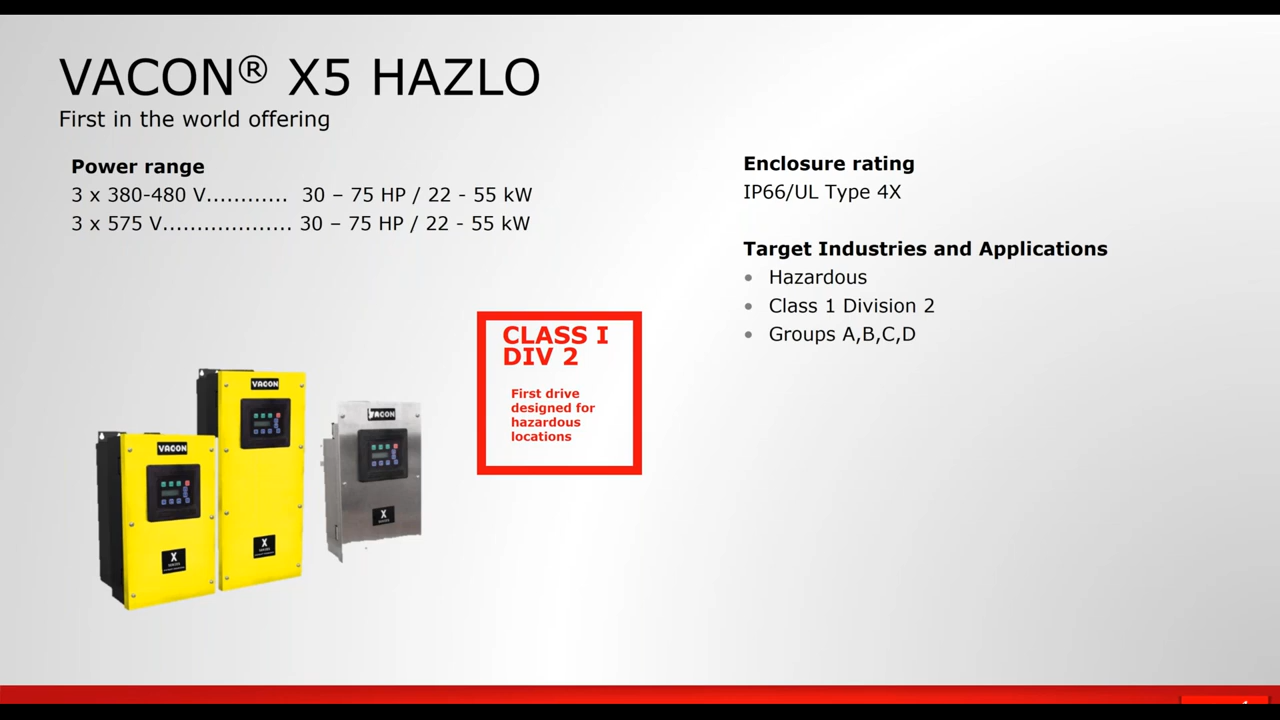 VACON® X5 HAZLO
First in the world offering
Power range
3 x 380-480 V............ 30 – 75 HP / 22 - 55 kW
3 x 575 V................... 30 – 75 HP / 22 - 55 kW
Enclosure rating
IP66/UL Type 4X
Target Industries and Applications
• Hazardous
• Class 1 Division 2
• Groups A,B,C,D
CLASS I
DIV 2
First drive
designed for
hazardous
locations
VACON
VACON
VACON
X
X
X